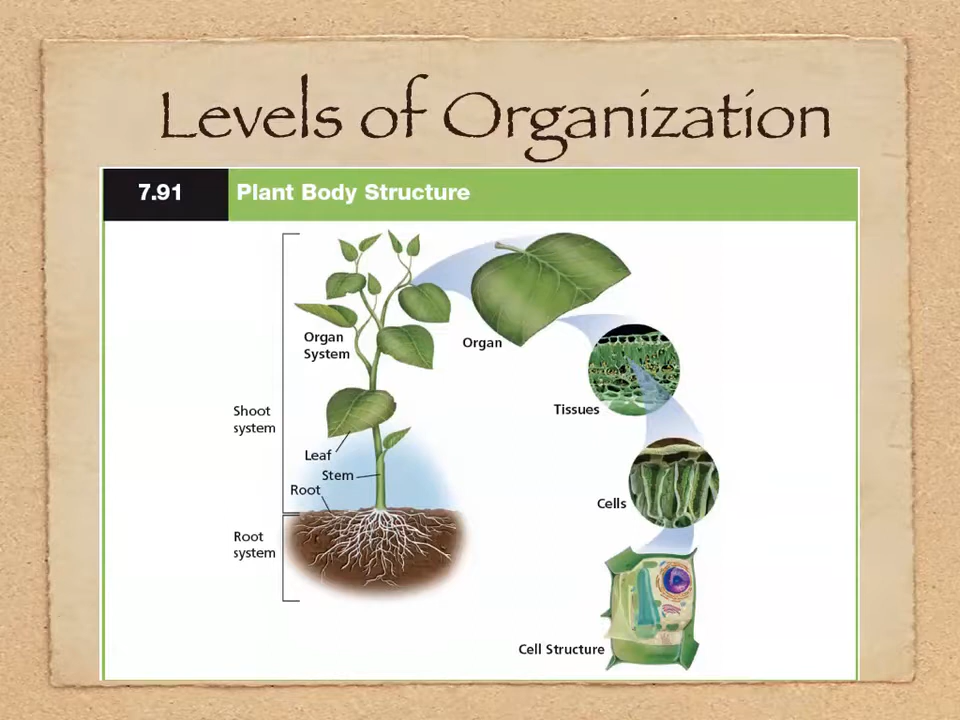 Levels of Organization
7.91 Plant Body Structure
Organ
System
Organ
Tissues
Shoot
system
Leaf
Stem
Root
Cells
Root
system
Cell Structure